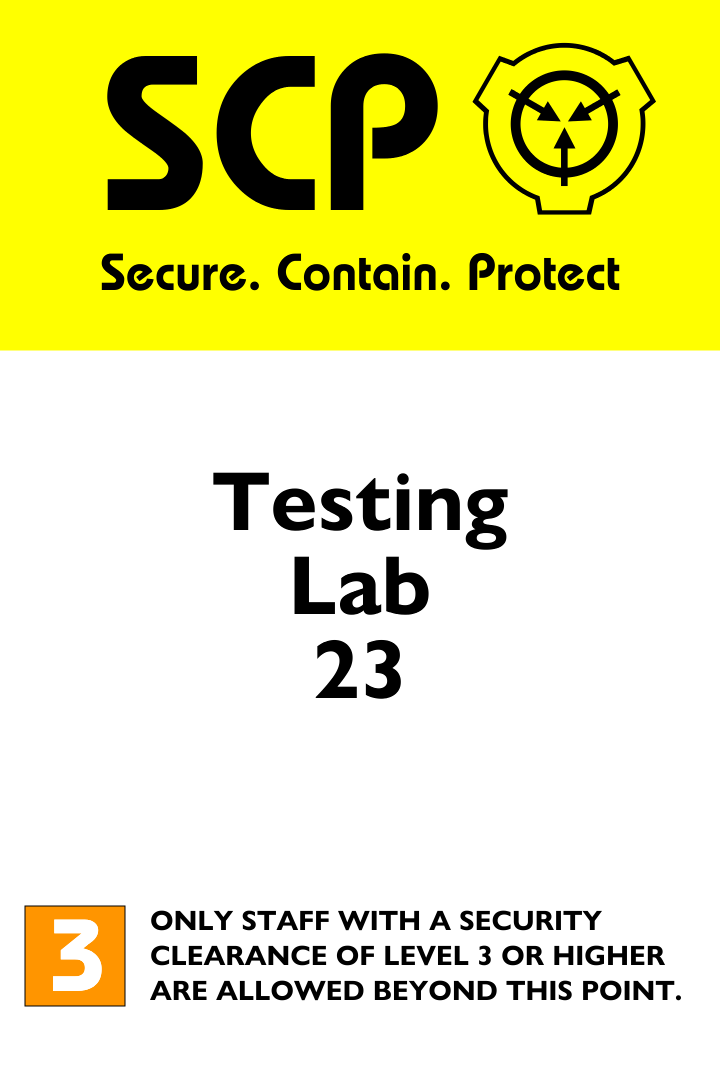 SCP
Secure. Contain. Protect
Testing
Lab
23
3
ONLY STAFF WITH A SECURITY
CLEARANCE OF LEVEL 3 OR HIGHER
ARE ALLOWED BEYOND THIS POINT.